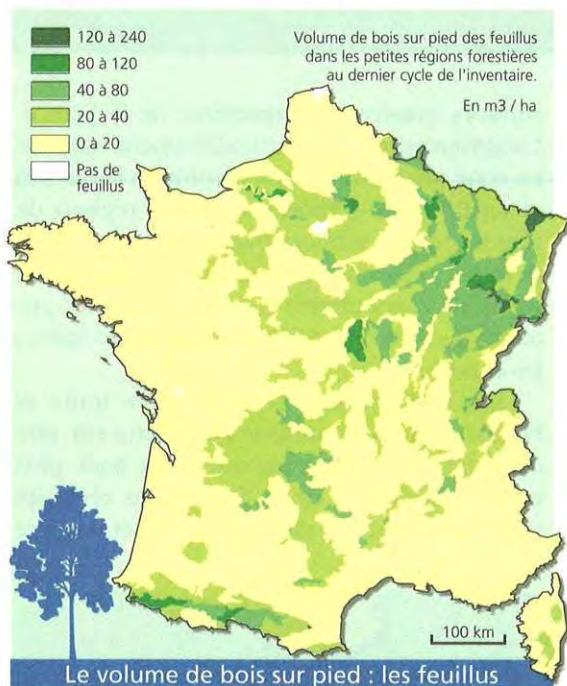 120 à 240
80 à 120
40 à 80
20 à 40
0 à 20
Pas de
feuillus
Volume de bois sur pied des feuillus
dans les petites régions forestières
au dernier cycle de l'inventaire.
En m3 / ha
100 km
Le volume de bois sur pied : les feuillus